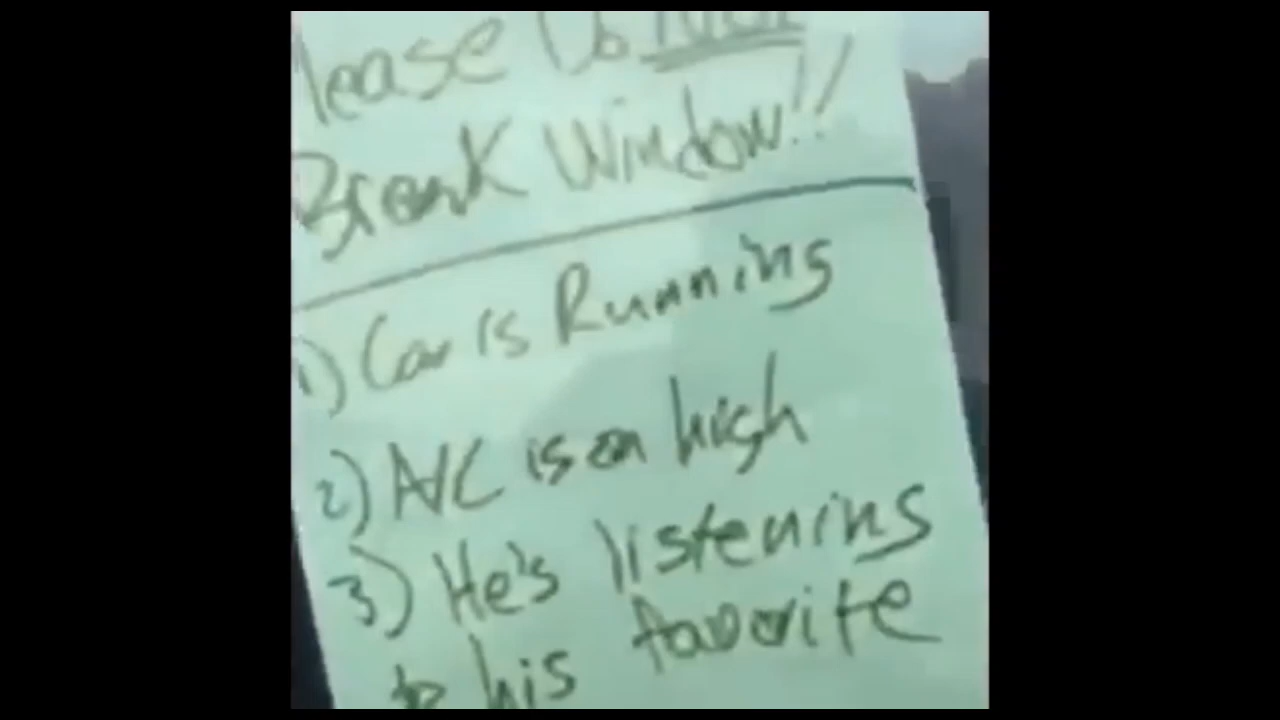 lease Do Not
Break Window!!
1) Car is Running
2) A/C is on high
3) He's listening
to his favorite